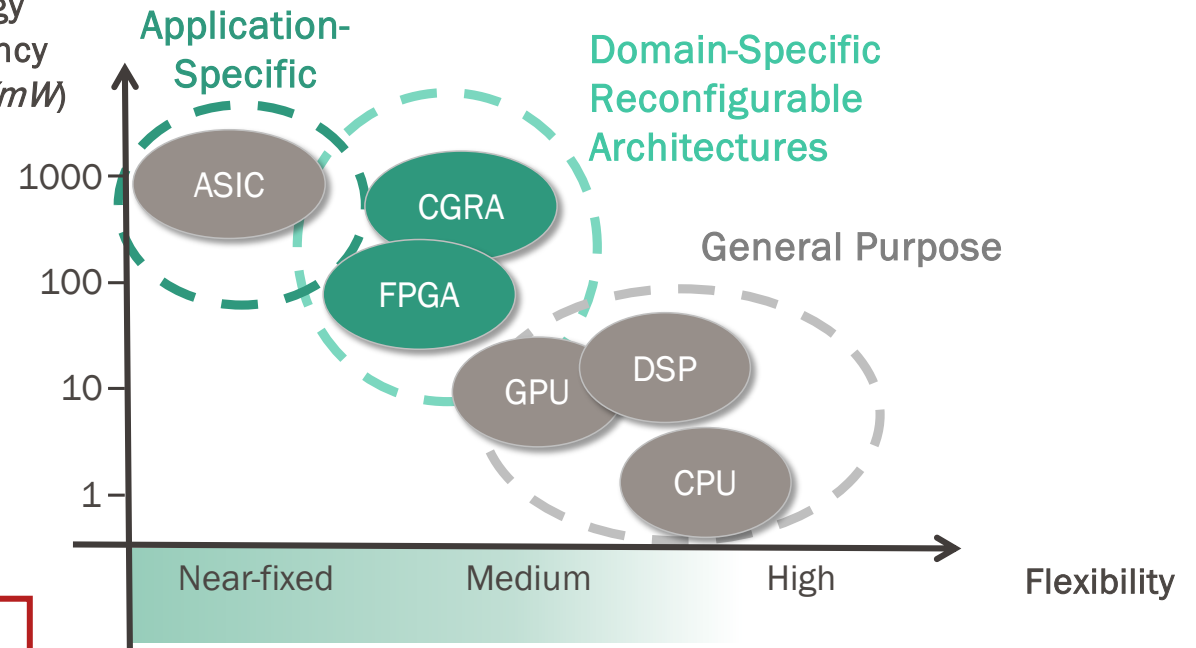 Application-
Specific
mW)
Domain-Specific
Reconfigurable
Architectures
1000
ASIC
CGRA
General Purpose
100
FPGA
DSP
10
GPU
CPU
1
Near-fixed
Medium
High
Flexibility